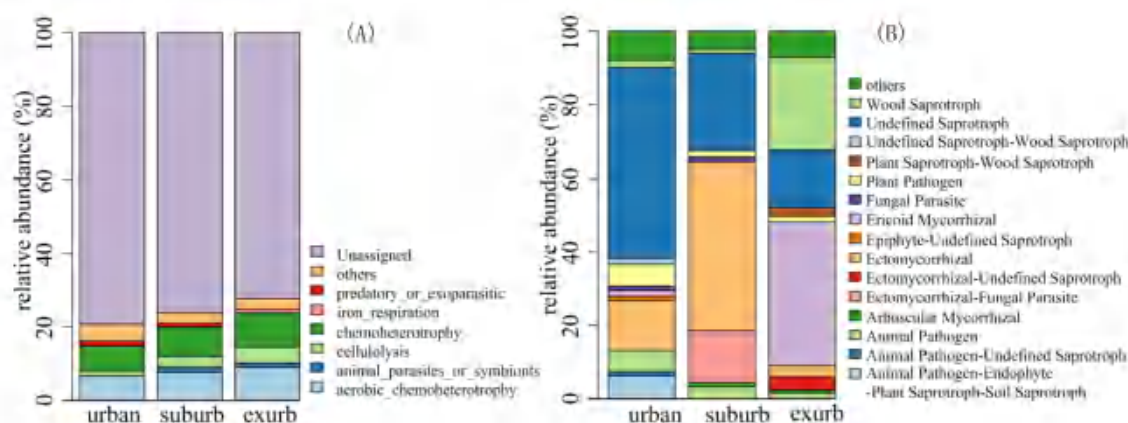 (A)
relative abundance (%)
100
80
60
40
20
0
urban
suburb
exurb
Unassigned
others
predatory_or_exoparasitic
iron_respiration
chemoheterotrophy
cellulolysis
animal_parasites_or_symbionts
aerobic_chemoheterotrophy
(B)
relative abundance (%)
100
80
60
40
20
0
urban
suburb
exurb
others
Wood Saprotroph
Undefined Saprotroph
Undefined Saprotroph-Wood Saprotroph
Plant Saprotroph-Wood Saprotroph
Plant Pathogen
Fungal Parasite
Ericoid Mycorrhizal
Epiphyte-Undefined Saprotroph
Ectomycorrhizal
Ectomycorrhizal-Undefined Saprotroph
Ectomycorrhizal-Fungal Parasite
Arbuscular Mycorrhizal
Animal Pathogen
Animal Pathogen-Undefined Saprotroph
Animal Pathogen-Endophyte
-Plant Saprotroph-Soil Saprotroph